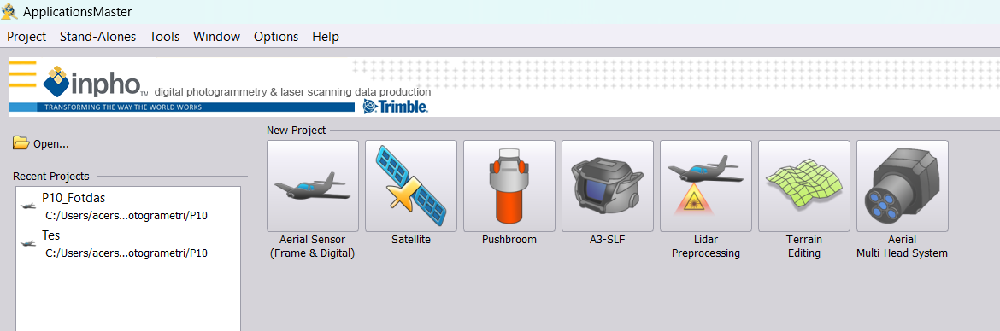 ApplicationsMaster
Project Stand-Alones Tools Window Options Help
inpho TM digital photogrammetry & laser scanning data production
TRANSFORMING THE WAY THE WORLD WORKS
Trimble.
Open...
Recent Projects
P10_Fotdas
C:/Users/acers...otogrametri/P10
Tes
C:/Users/acers...otogrametri/P10
New Project
Aerial Sensor
(Frame & Digital)
Satellite
Pushbroom
A3-SLF
Lidar
Preprocessing
Terrain
Editing
Aerial
Multi-Head System